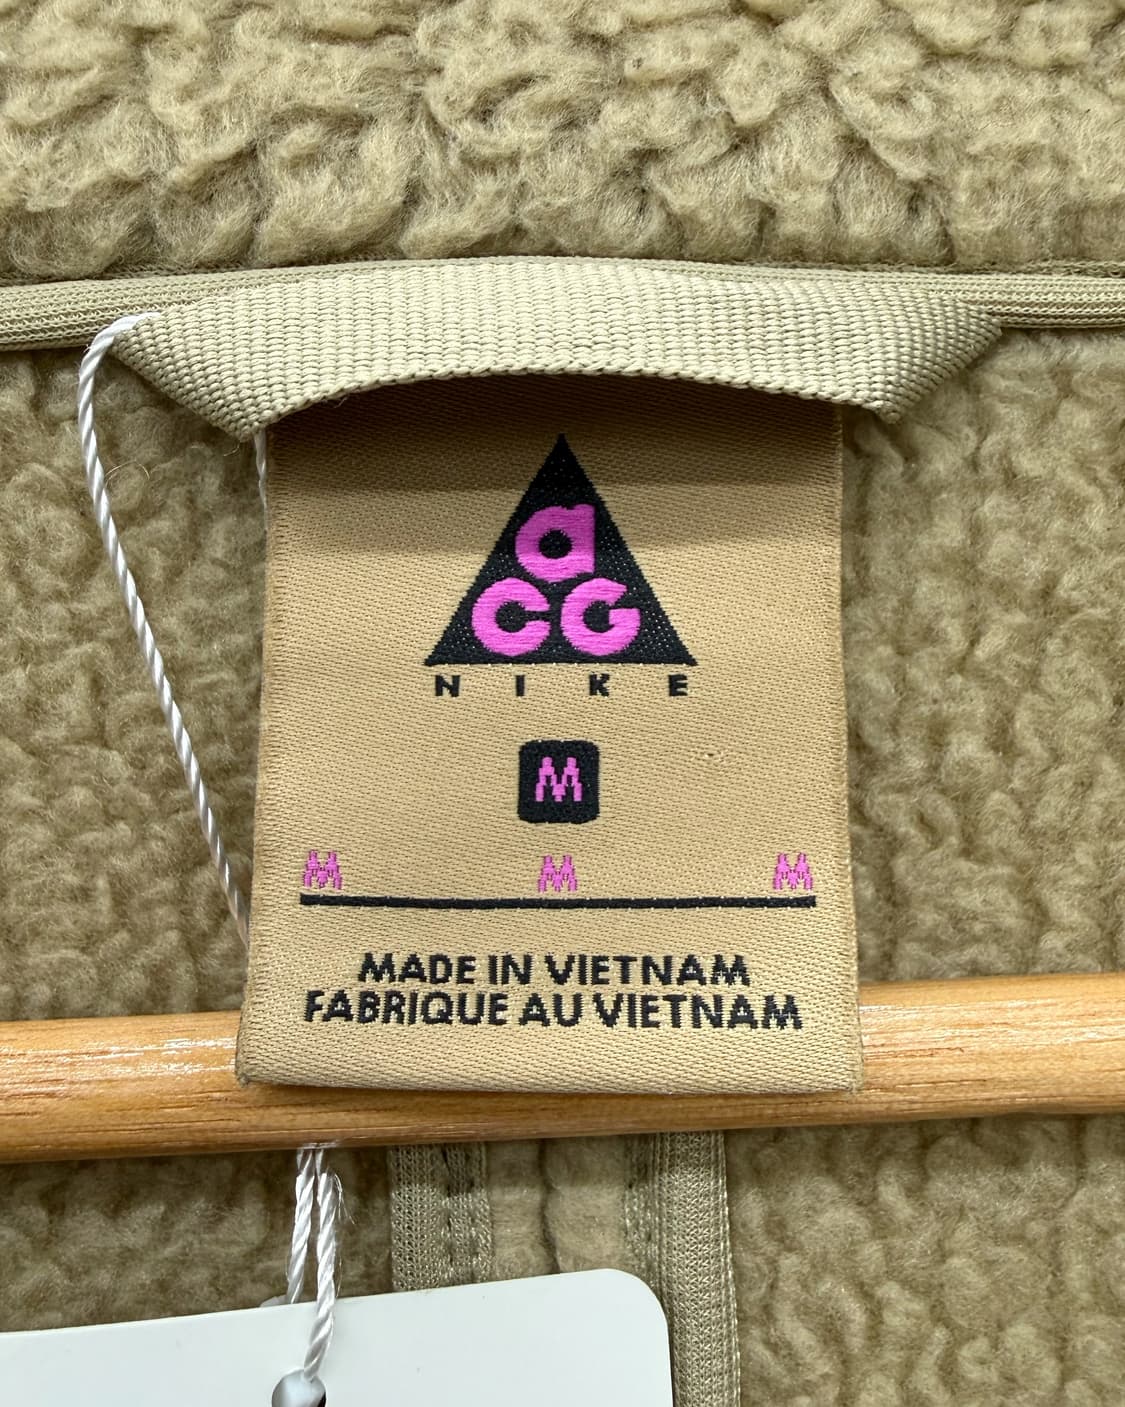 aCG
NIKE
M
M M M
MADE IN VIETNAM
FABRIQUE AU VIETNAM